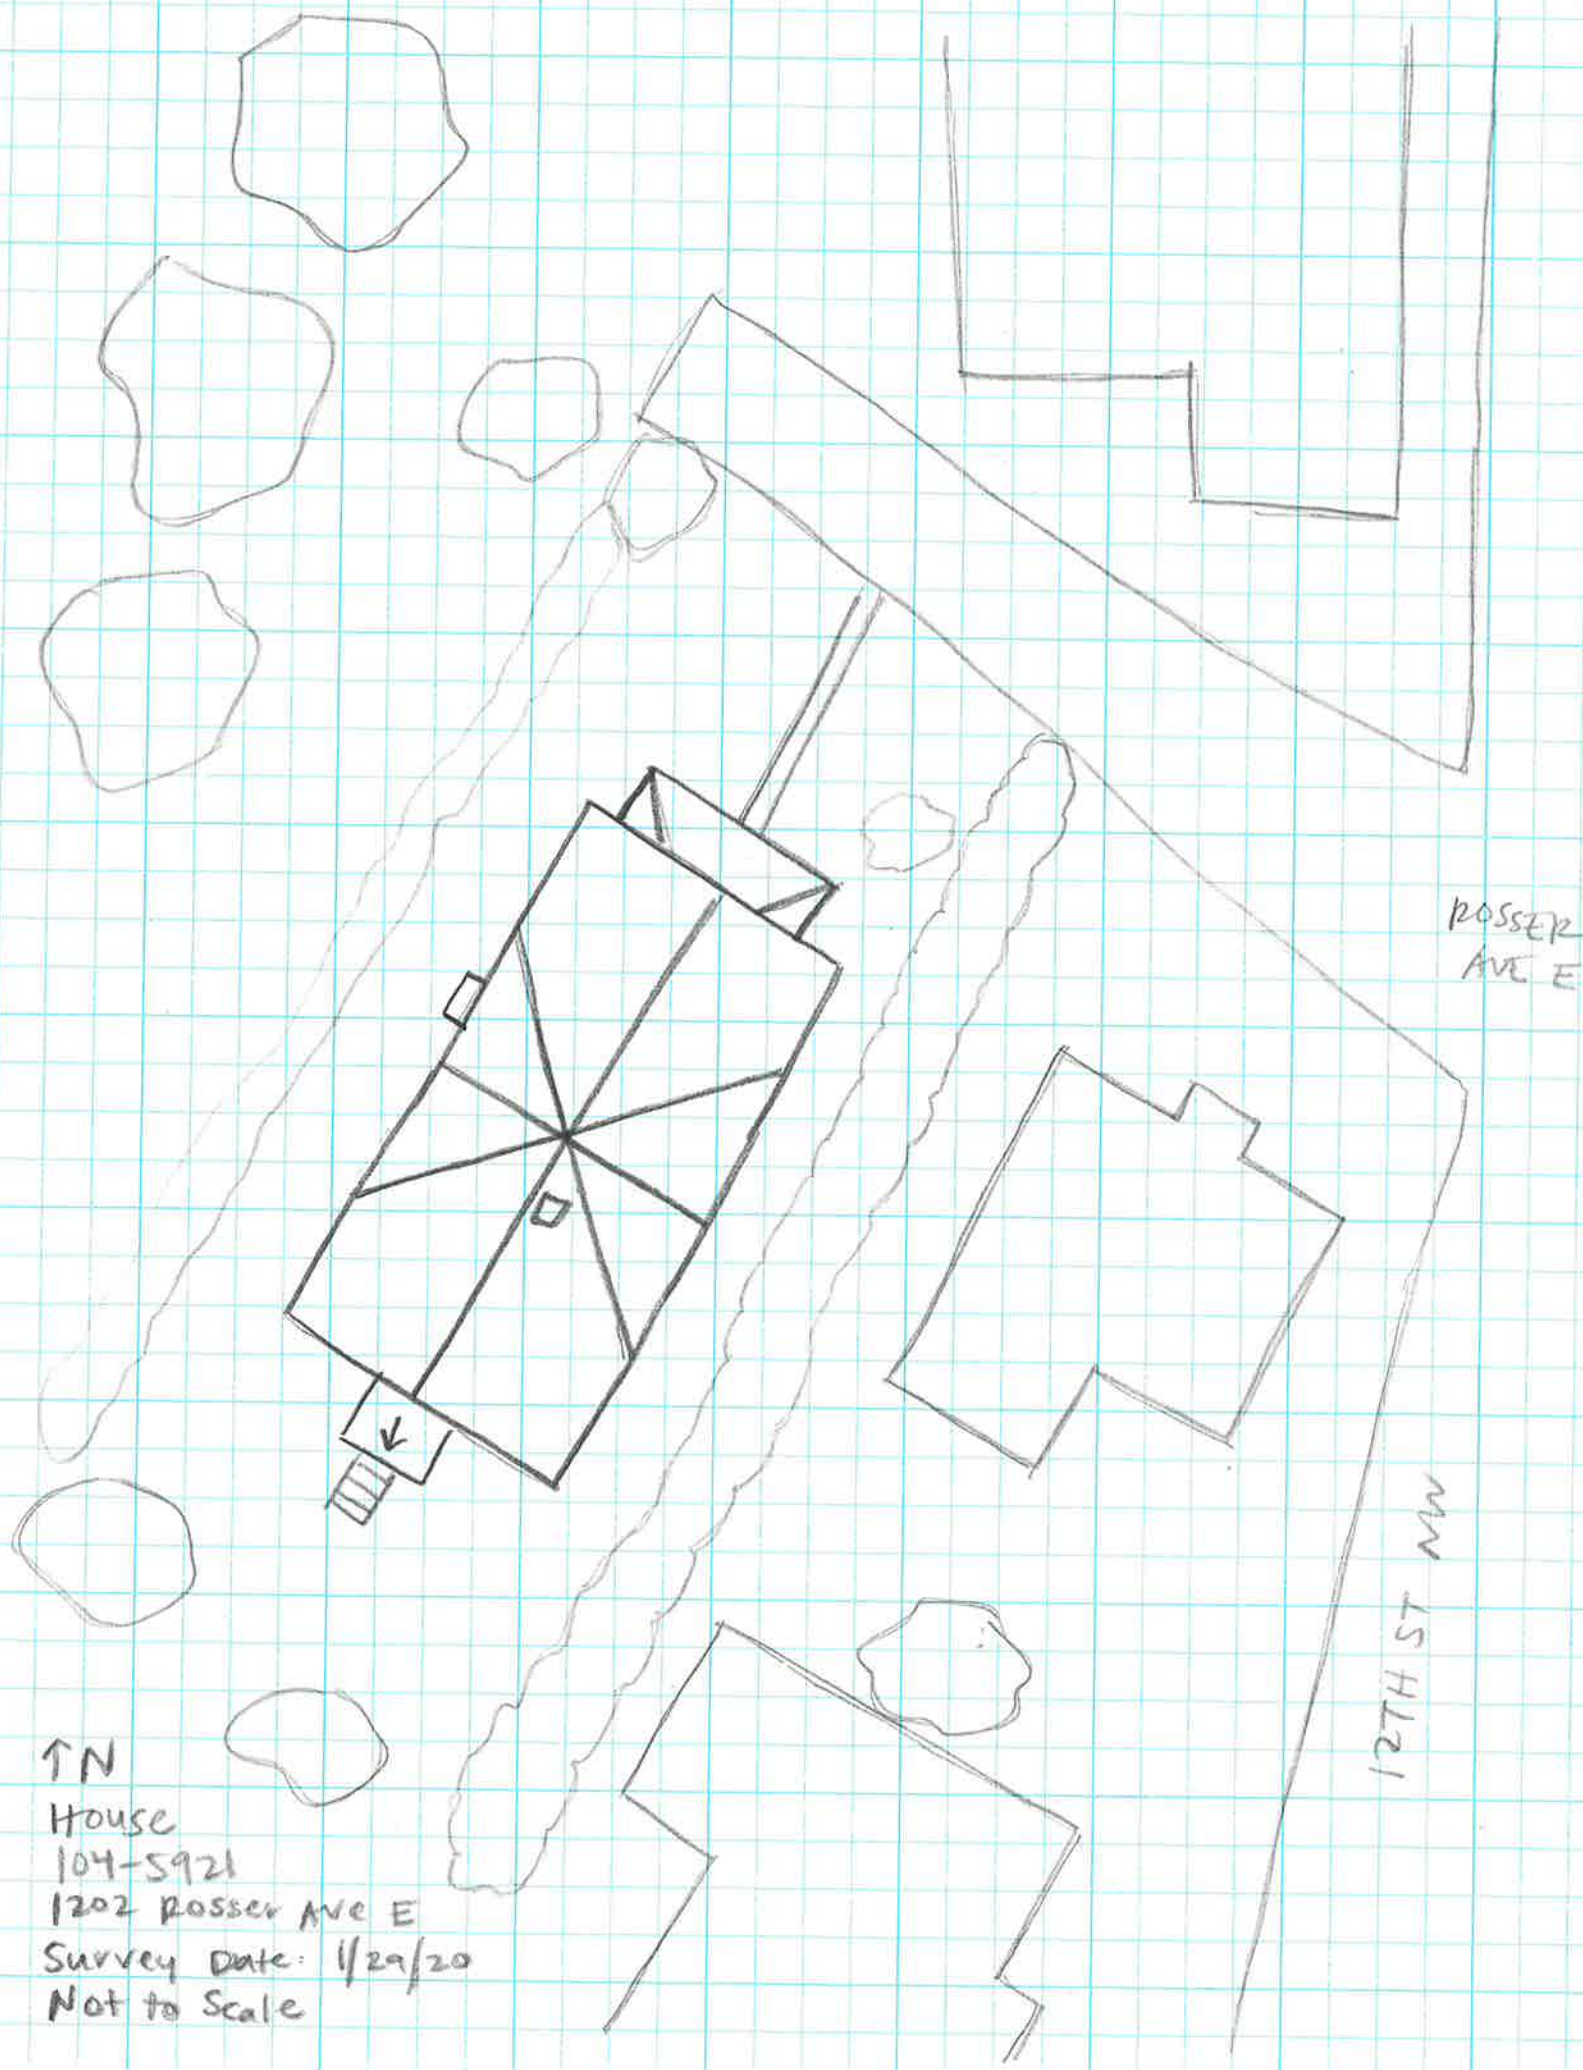 ROSSER
AVE E
12TH ST NW
↑N
House
104-5921
1202 Rosser Ave E
Survey Date: 1/29/20
Not to Scale